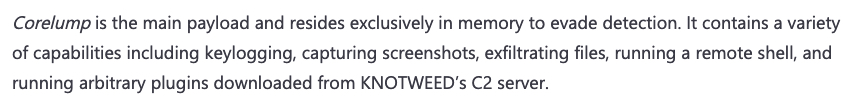 Corelump is the main payload and resides exclusively in memory to evade detection. It contains a variety
of capabilities including keylogging, capturing screenshots, exfiltrating files, running a remote shell, and
running arbitrary plugins downloaded from KNOTWEED’s C2 server.